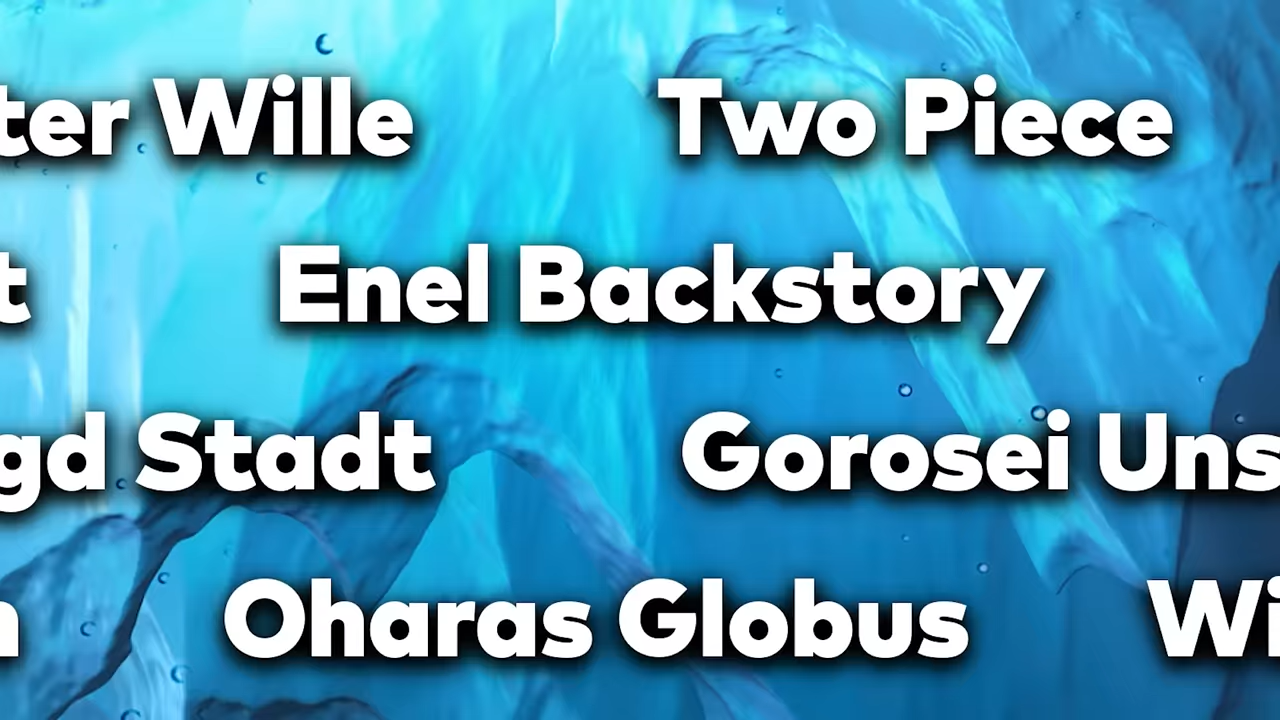 ter Wille Two Piece
t Enel Backstory
gd Stadt Gorosei Uns
Oharas Globus Wi